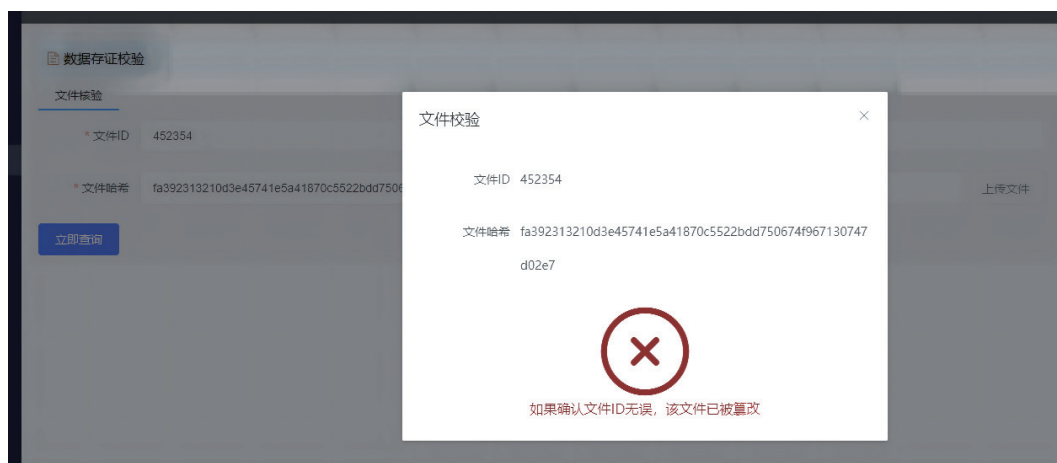 数据存证校验
文件核验
* 文件ID 452354
* 文件哈希 fa392313210d3e45741e5a41870c5522bdd7506
上传文件
立即查询
文件校验
文件ID 452354
文件哈希 fa392313210d3e45741e5a41870c5522bdd750674f967130747
d02e7
如果确认文件ID无误，该文件已被篡改